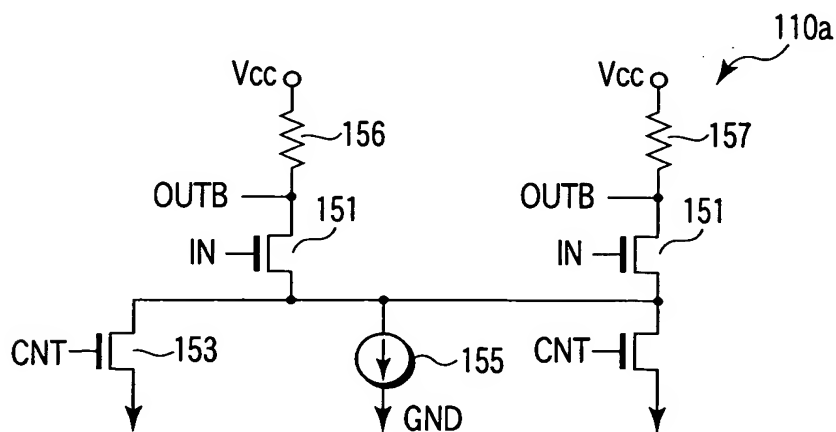 110a
Vcc
Vcc
156
157
OUTB
OUTB
151
151
IN
IN
CNT
153
155
CNT
GND